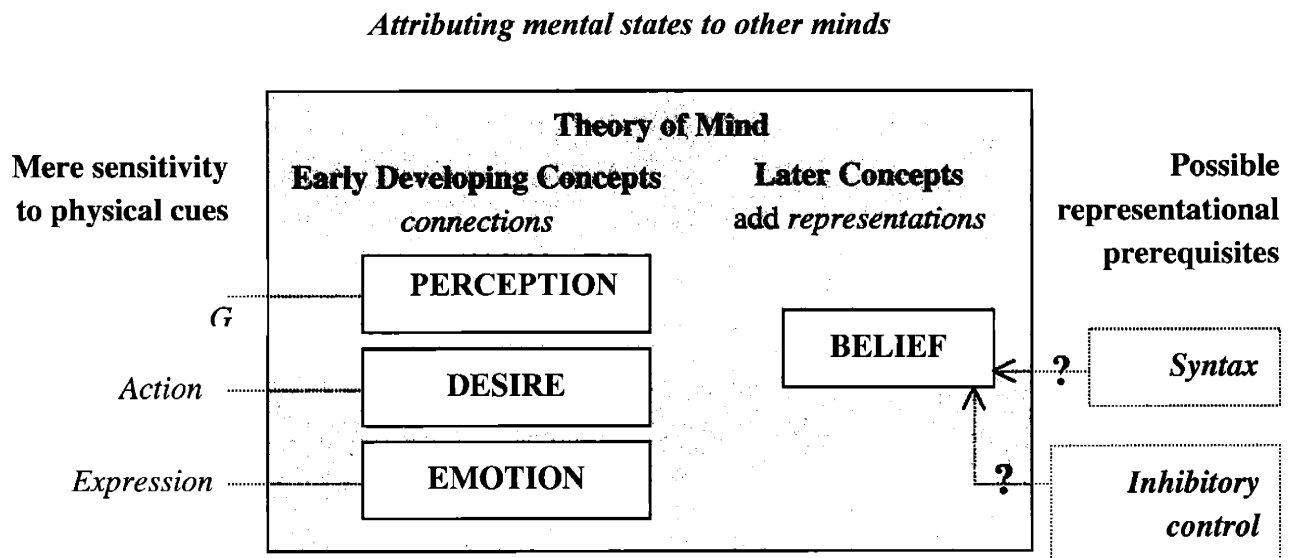 Attributing mental states to other minds
Theory of Mind
Mere sensitivity
to physical cues
Early Developing Concepts
connections
Later Concepts
add representations
Possible
representational
prerequisites
PERCEPTION
G
DESIRE
Action
EMOTION
Expression
BELIEF
?
Syntax
?
Inhibitory
control